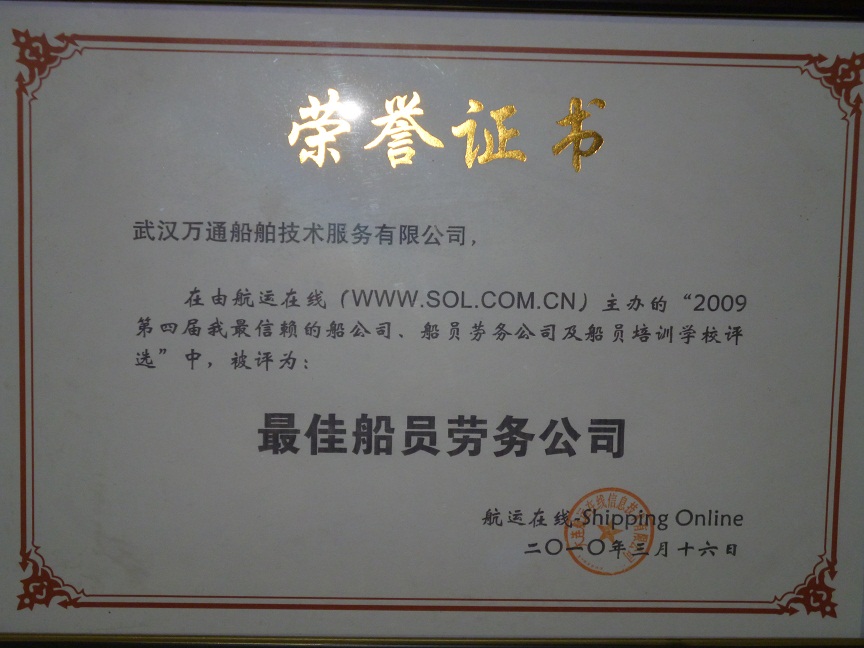 荣誉证书
武汉万通船舶技术服务有限公司，
在由航运在线（WWW.SOL.COM.CN）主办的“2009
第四届我最信赖的船公司、船员劳务公司及船员培训学校评
选”中，被评为：
最佳船员劳务公司
航运在线-Shipping Online
二〇一〇年三月十六日